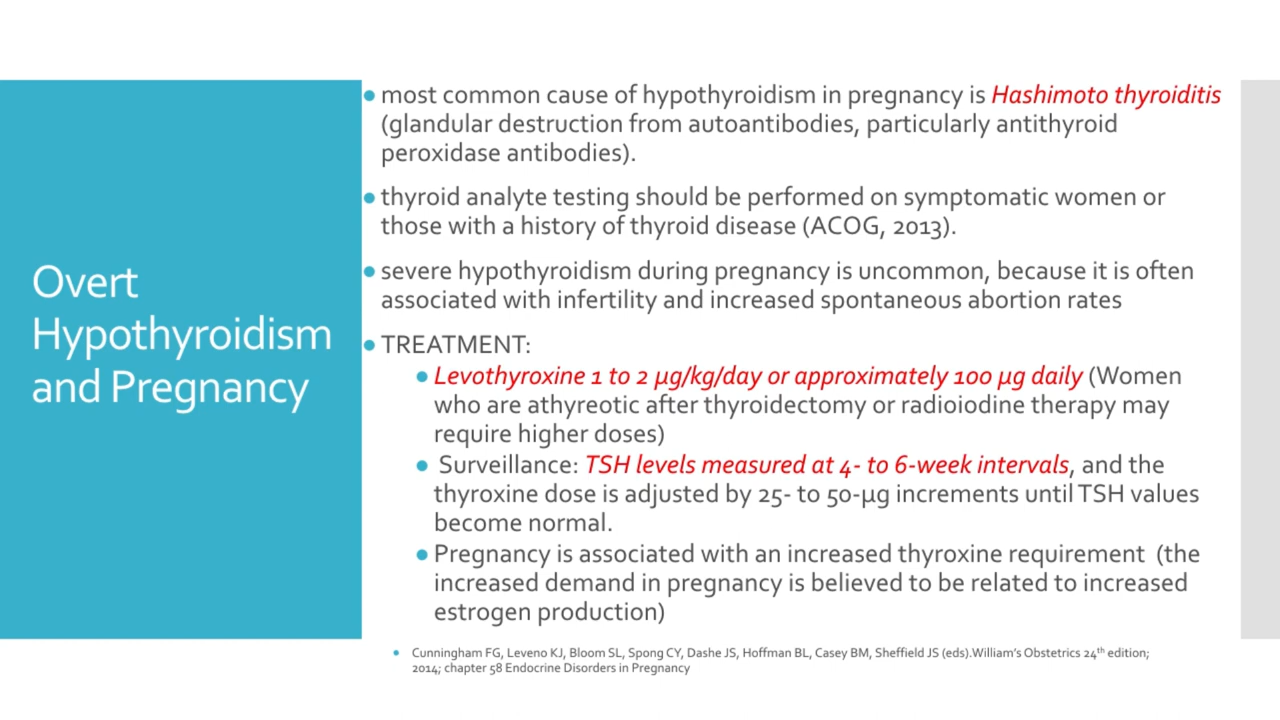 Overt
Hypothyroidism
and Pregnancy
• most common cause of hypothyroidism in pregnancy is Hashimoto thyroiditis
(glandular destruction from autoantibodies, particularly antithyroid
peroxidase antibodies).
• thyroid analyte testing should be performed on symptomatic women or
those with a history of thyroid disease (ACOG, 2013).
• severe hypothyroidism during pregnancy is uncommon, because it is often
associated with infertility and increased spontaneous abortion rates
• TREATMENT:
• Levothyroxine 1 to 2 µg/kg/day or approximately 100 µg daily (Women
who are athyreotic after thyroidectomy or radioiodine therapy may
require higher doses)
• Surveillance: TSH levels measured at 4- to 6-week intervals, and the
thyroxine dose is adjusted by 25- to 50-µg increments until TSH values
become normal.
• Pregnancy is associated with an increased thyroxine requirement (the
increased demand in pregnancy is believed to be related to increased
estrogen production)
• Cunningham FG, Leveno KJ, Bloom SL, Spong CY, Dashe JS, Hoffman BL, Casey BM, Sheffield JS (eds).William's Obstetrics 24th edition;
2014; chapter 58 Endocrine Disorders in Pregnancy